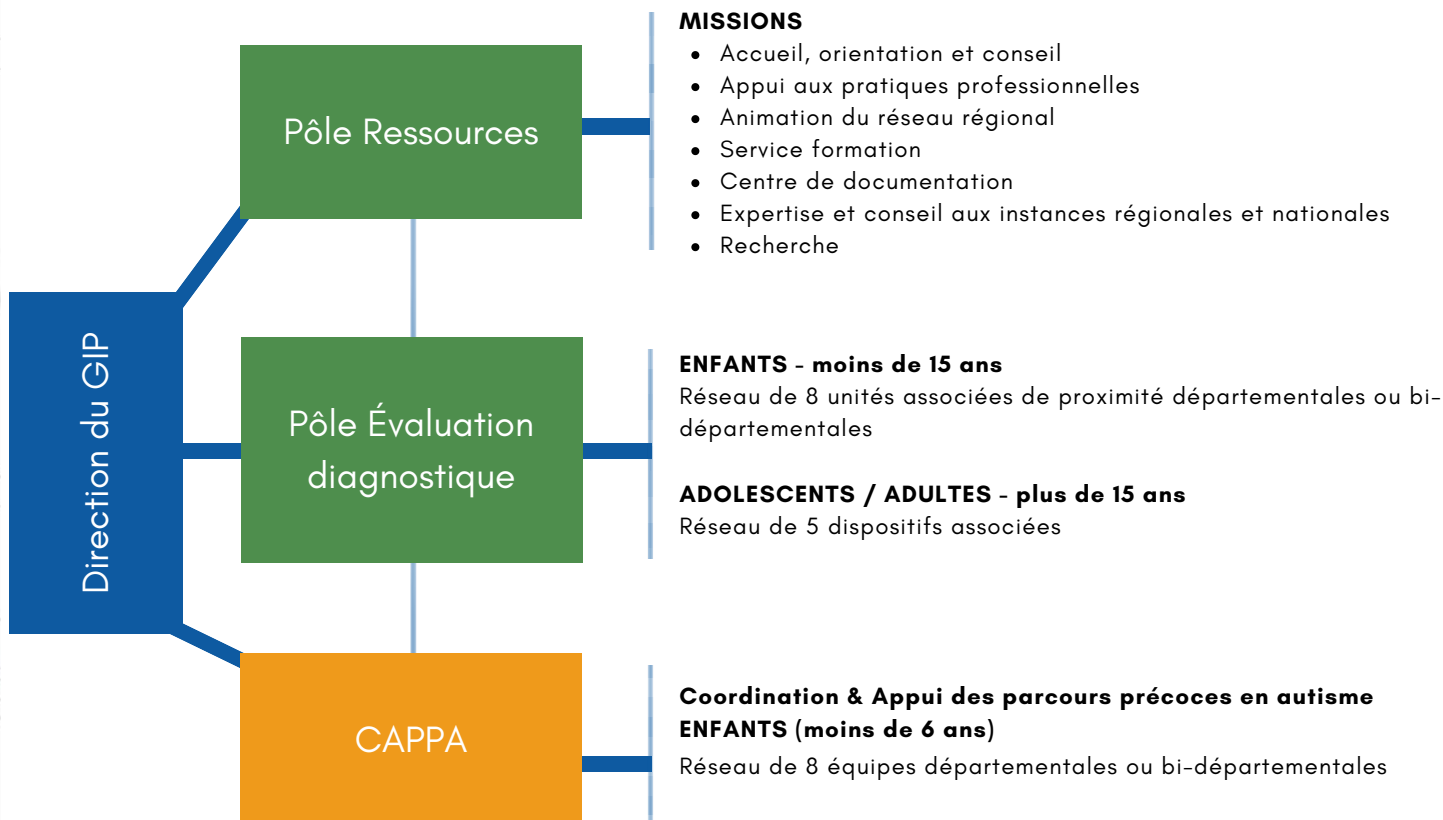 MISSIONS
Accueil, orientation et conseil
Appui aux pratiques professionnelles
Animation du réseau régional
Service formation
Centre de documentation
Expertise et conseil aux instances régionales et nationales
Recherche
Pôle Ressources
Direction du GIP
Pôle Évaluation
diagnostique
ENFANTS - moins de 15 ans
Réseau de 8 unités associées de proximité départementales ou bi-
départementales
ADOLESCENTS / ADULTES - plus de 15 ans
Réseau de 5 dispositifs associées
CAPPA
Coordination & Appui des parcours précoces en autisme
ENFANTS (moins de 6 ans)
Réseau de 8 équipes départementales ou bi-départementales